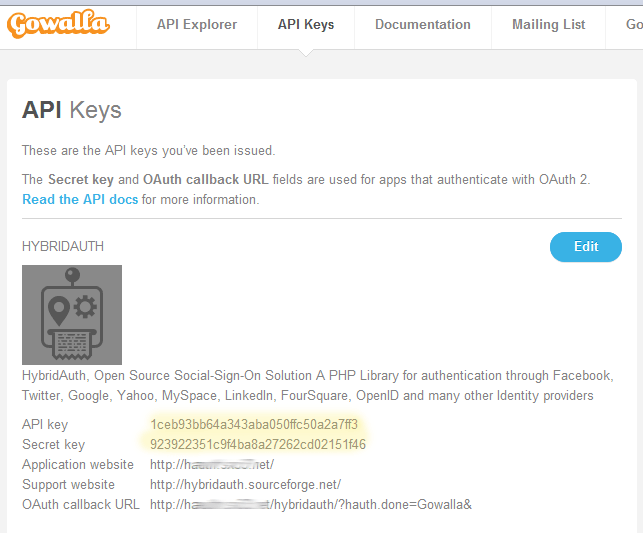 Gowalla API Explorer API Keys Documentation Mailing List Go
API Keys
These are the API keys you've been issued.
The Secret key and OAuth callback URL fields are used for apps that authenticate with OAuth 2.
Read the API docs for more information.
HYBRIDAUTH Edit
HybridAuth, Open Source Social-Sign-On Solution A PHP Library for authentication through Facebook,
Twitter, Google, Yahoo, MySpace, LinkedIn, FourSquare, OpenID and many other Identity providers
API key 1ceb93bb64a343aba050ffc50a2a7ff3
Secret key 923922351c9f4ba8a27262cd02151f46
Application website http://h net/
Support website http://hybridauth.sourceforge.net/
OAuth callback URL http://ha et/hybridauth/?hauth.done=Gowalla&